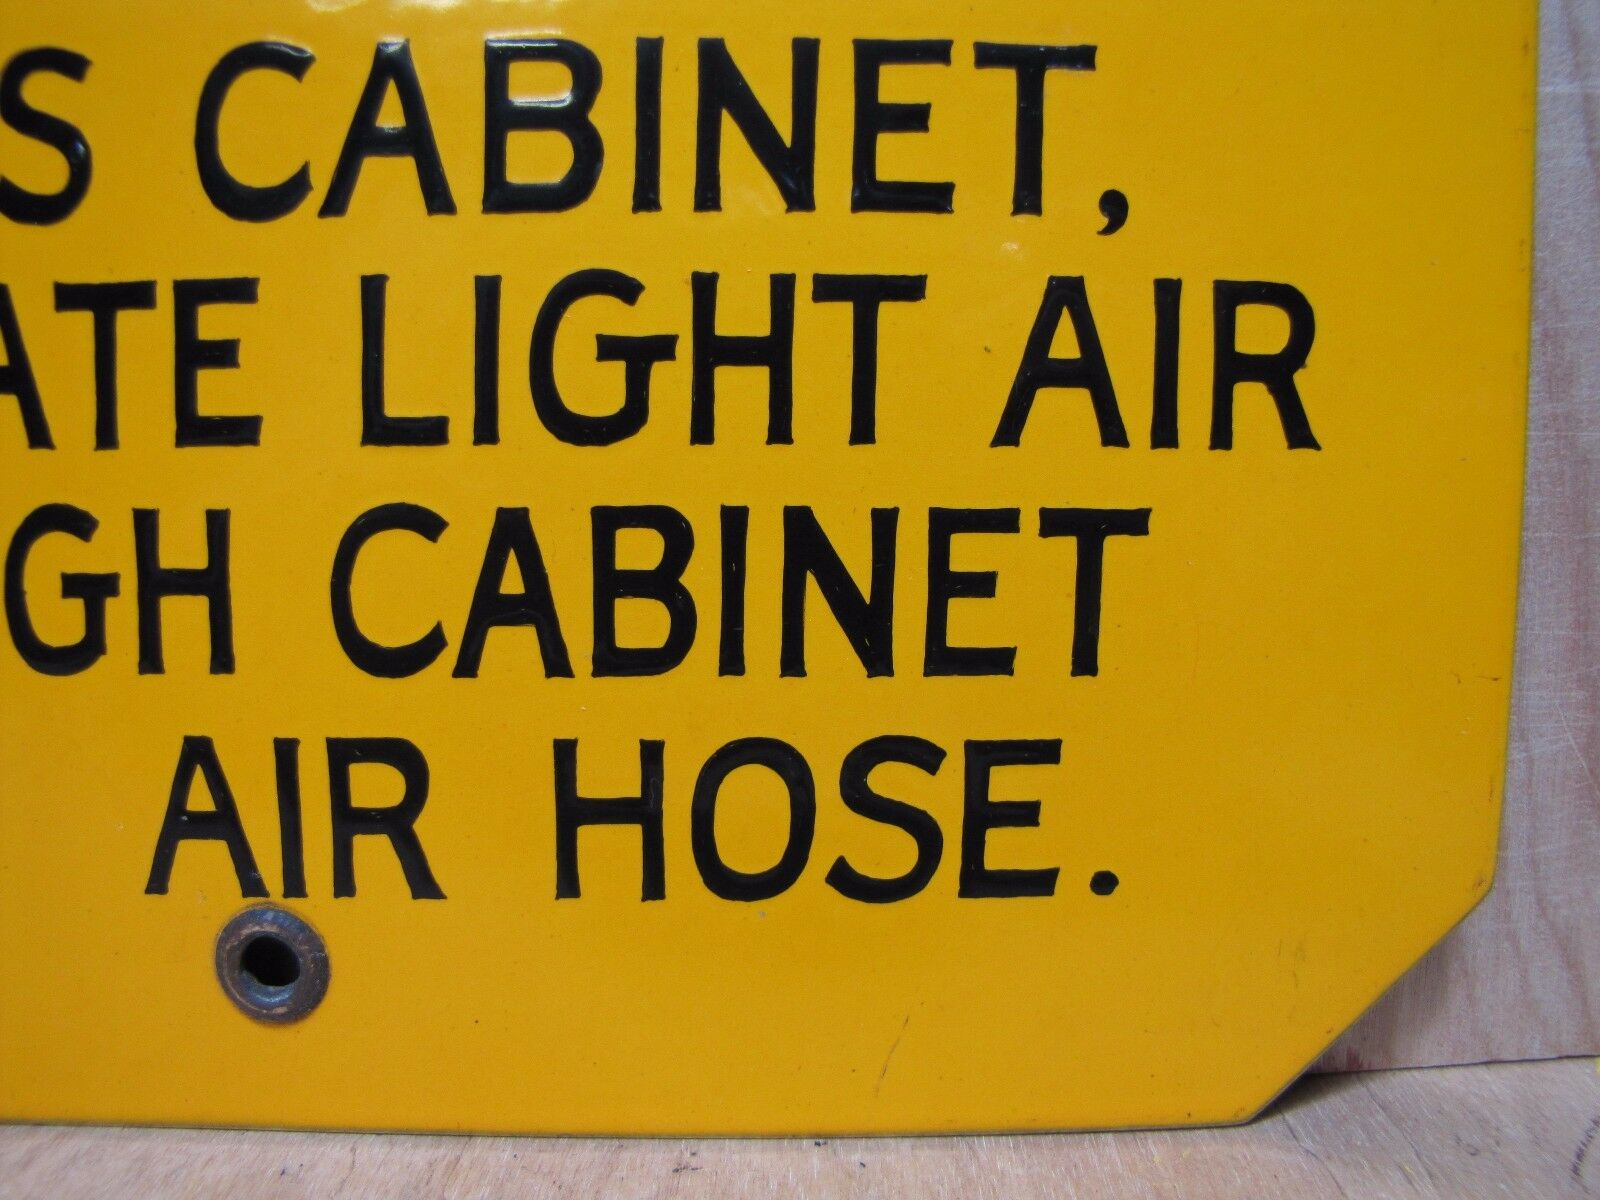 S CABINET,
ATE LIGHT AIR
GH CABINET
AIR HOSE.